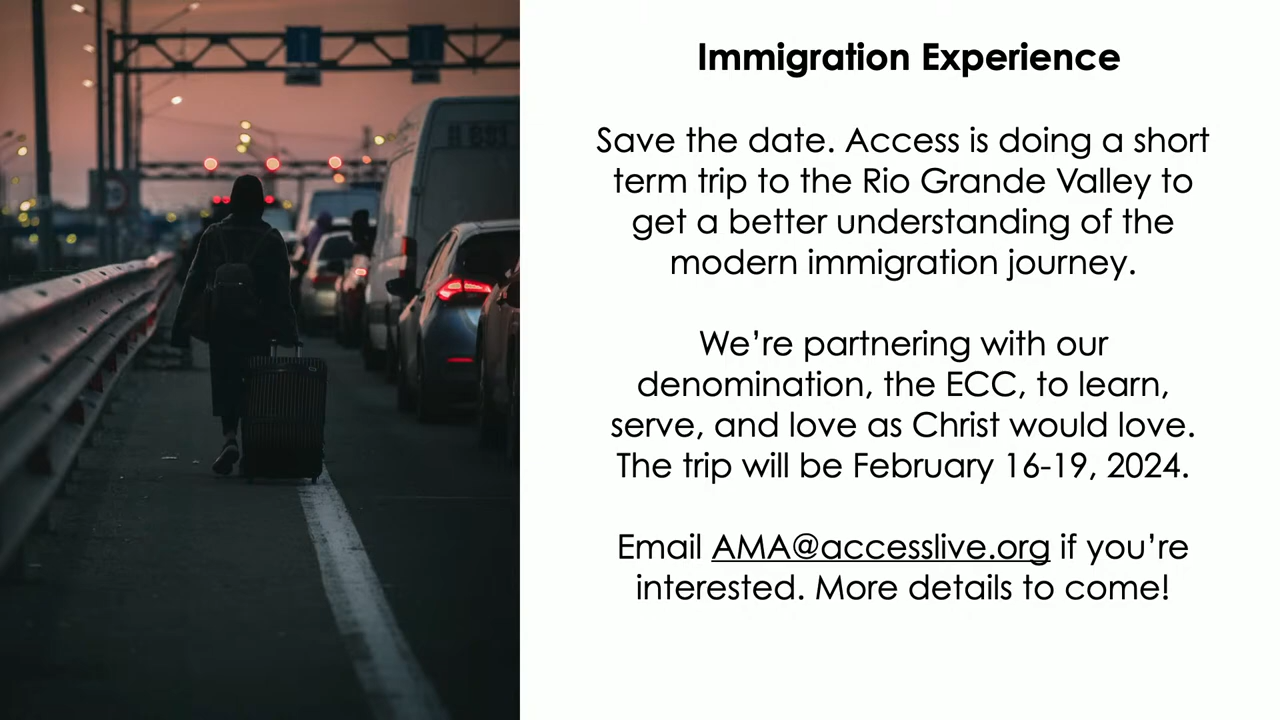 Immigration Experience
Save the date. Access is doing a short
term trip to the Rio Grande Valley to
get a better understanding of the
modern immigration journey.
We're partnering with our
denomination, the ECC, to learn,
serve, and love as Christ would love.
The trip will be February 16-19, 2024.
Email AMA@accesslive.org if you're
interested. More details to come!